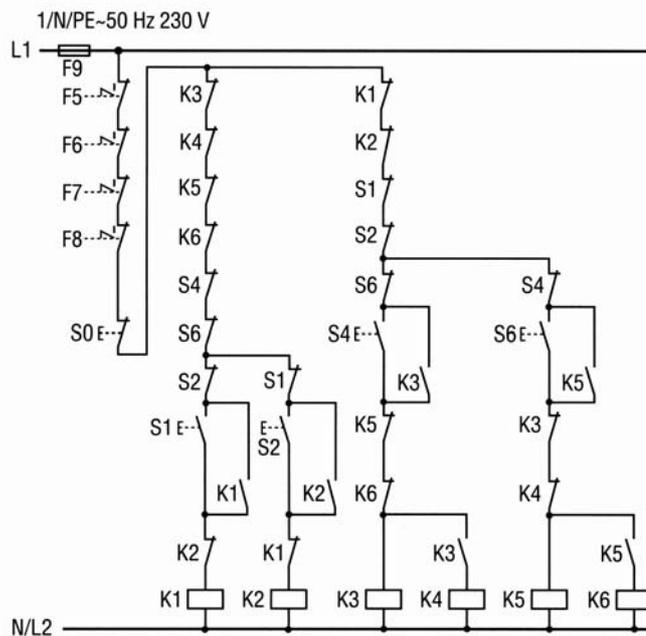 1/N/PE~50 Hz 230 V
L1
F9
F5
K3
K1
F6
K4
K2
F7
K5
S1
F8
K6
S2
S4
S6
S4
S0 E
S6
S4 E
S6 E
S2
S1
K3
K5
S1 E
E
S2
K5
K3
K1
K2
K6
K4
K2
K1
K3
K5
K1
K2
K3
K4
K5
K6
N/L2